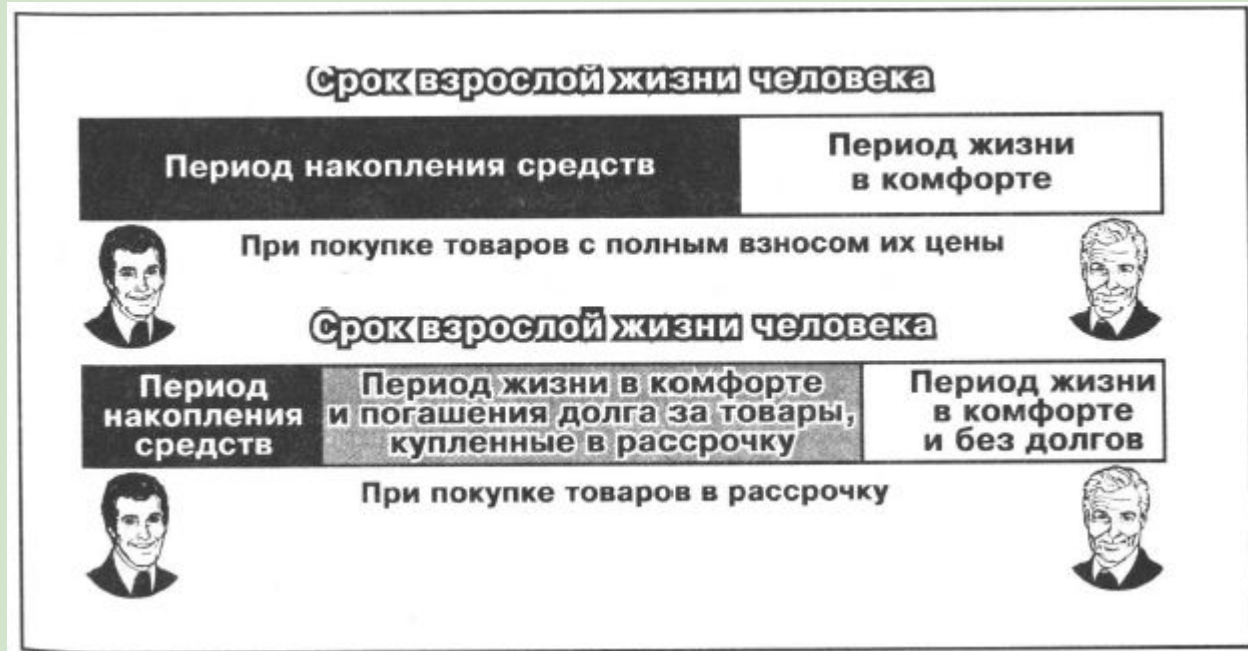 Срок взрослой жизни человека
Период накопления средств
Период жизни
в комфорте
При покупке товаров с полным взносом их цены
Срок взрослой жизни человека
Период
накопления
средств
Период жизни в комфорте
и погашения долга за товары,
купленные в рассрочку
Период жизни
в комфорте
и без долгов
При покупке товаров в рассрочку